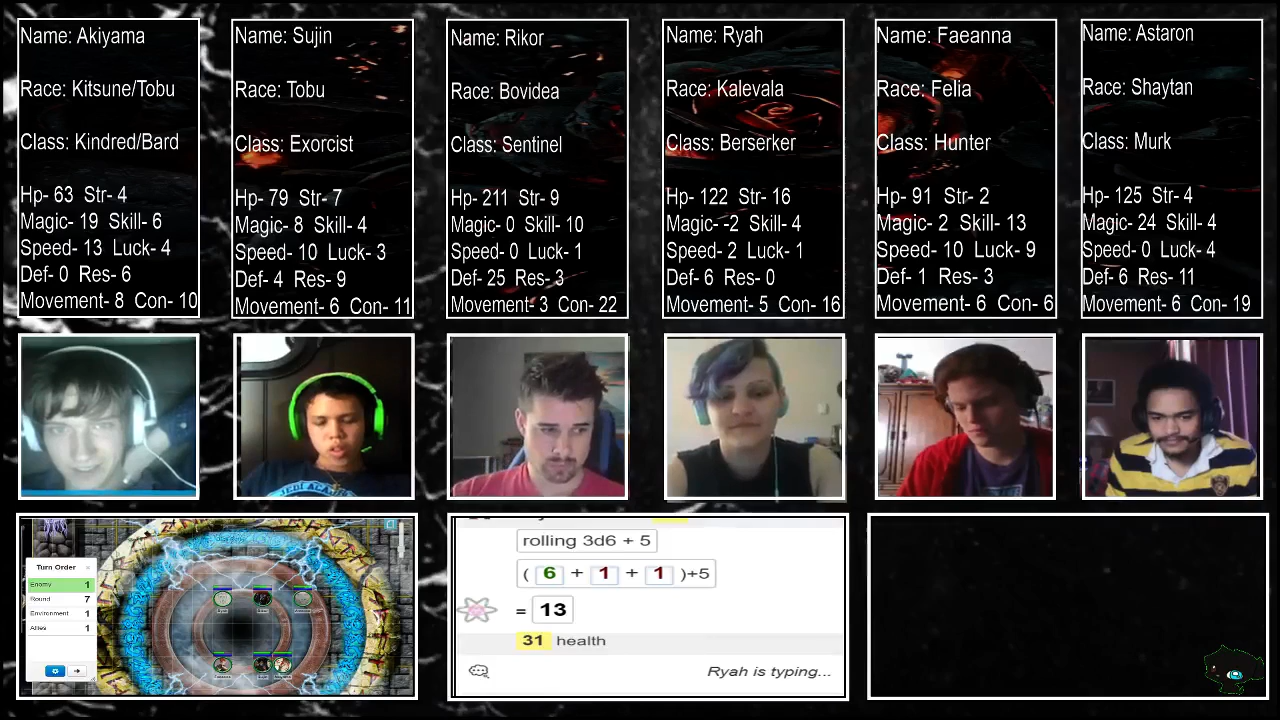 Name: Akiyama
Race: Kitsune/Tobu
Class: Kindred/Bard
Hp- 63 Str- 4
Magic- 19 Skill- 6
Speed- 13 Luck- 4
Def- 0 Res- 6
Movement- 8 Con- 10
Name: Sujin
Race: Tobu
Class: Exorcist
Hp- 79 Str- 7
Magic- 8 Skill- 4
Speed- 10 Luck- 3
Def- 4 Res- 9
Movement- 6 Con- 11
Name: Rikor
Race: Bovidea
Class: Sentinel
Hp- 211 Str- 9
Magic- 0 Skill- 10
Speed- 0 Luck- 1
Def- 25 Res- 3
Movement- 3 Con- 22
Name: Ryah
Race: Kalevala
Class: Berserker
Hp- 122 Str- 16
Magic- -2 Skill- 4
Speed- 2 Luck- 1
Def- 6 Res- 0
Movement- 5 Con- 16
Name: Faeanna
Race: Felia
Class: Hunter
Hp- 91 Str- 2
Magic- 2 Skill- 13
Speed- 10 Luck- 9
Def- 1 Res- 3
Movement- 6 Con- 6
Name: Astaron
Race: Shaytan
Class: Murk
Hp- 125 Str- 4
Magic- 24 Skill- 4
Speed- 0 Luck- 4
Def- 6 Res- 11
Movement- 6 Con- 19
Turn Order
Enemy 1
Round 7
Environment 1
Allies 1
rolling 3d6 + 5
( 6 + 1 + 1 )+5
= 13
31 health
Ryah is typing...